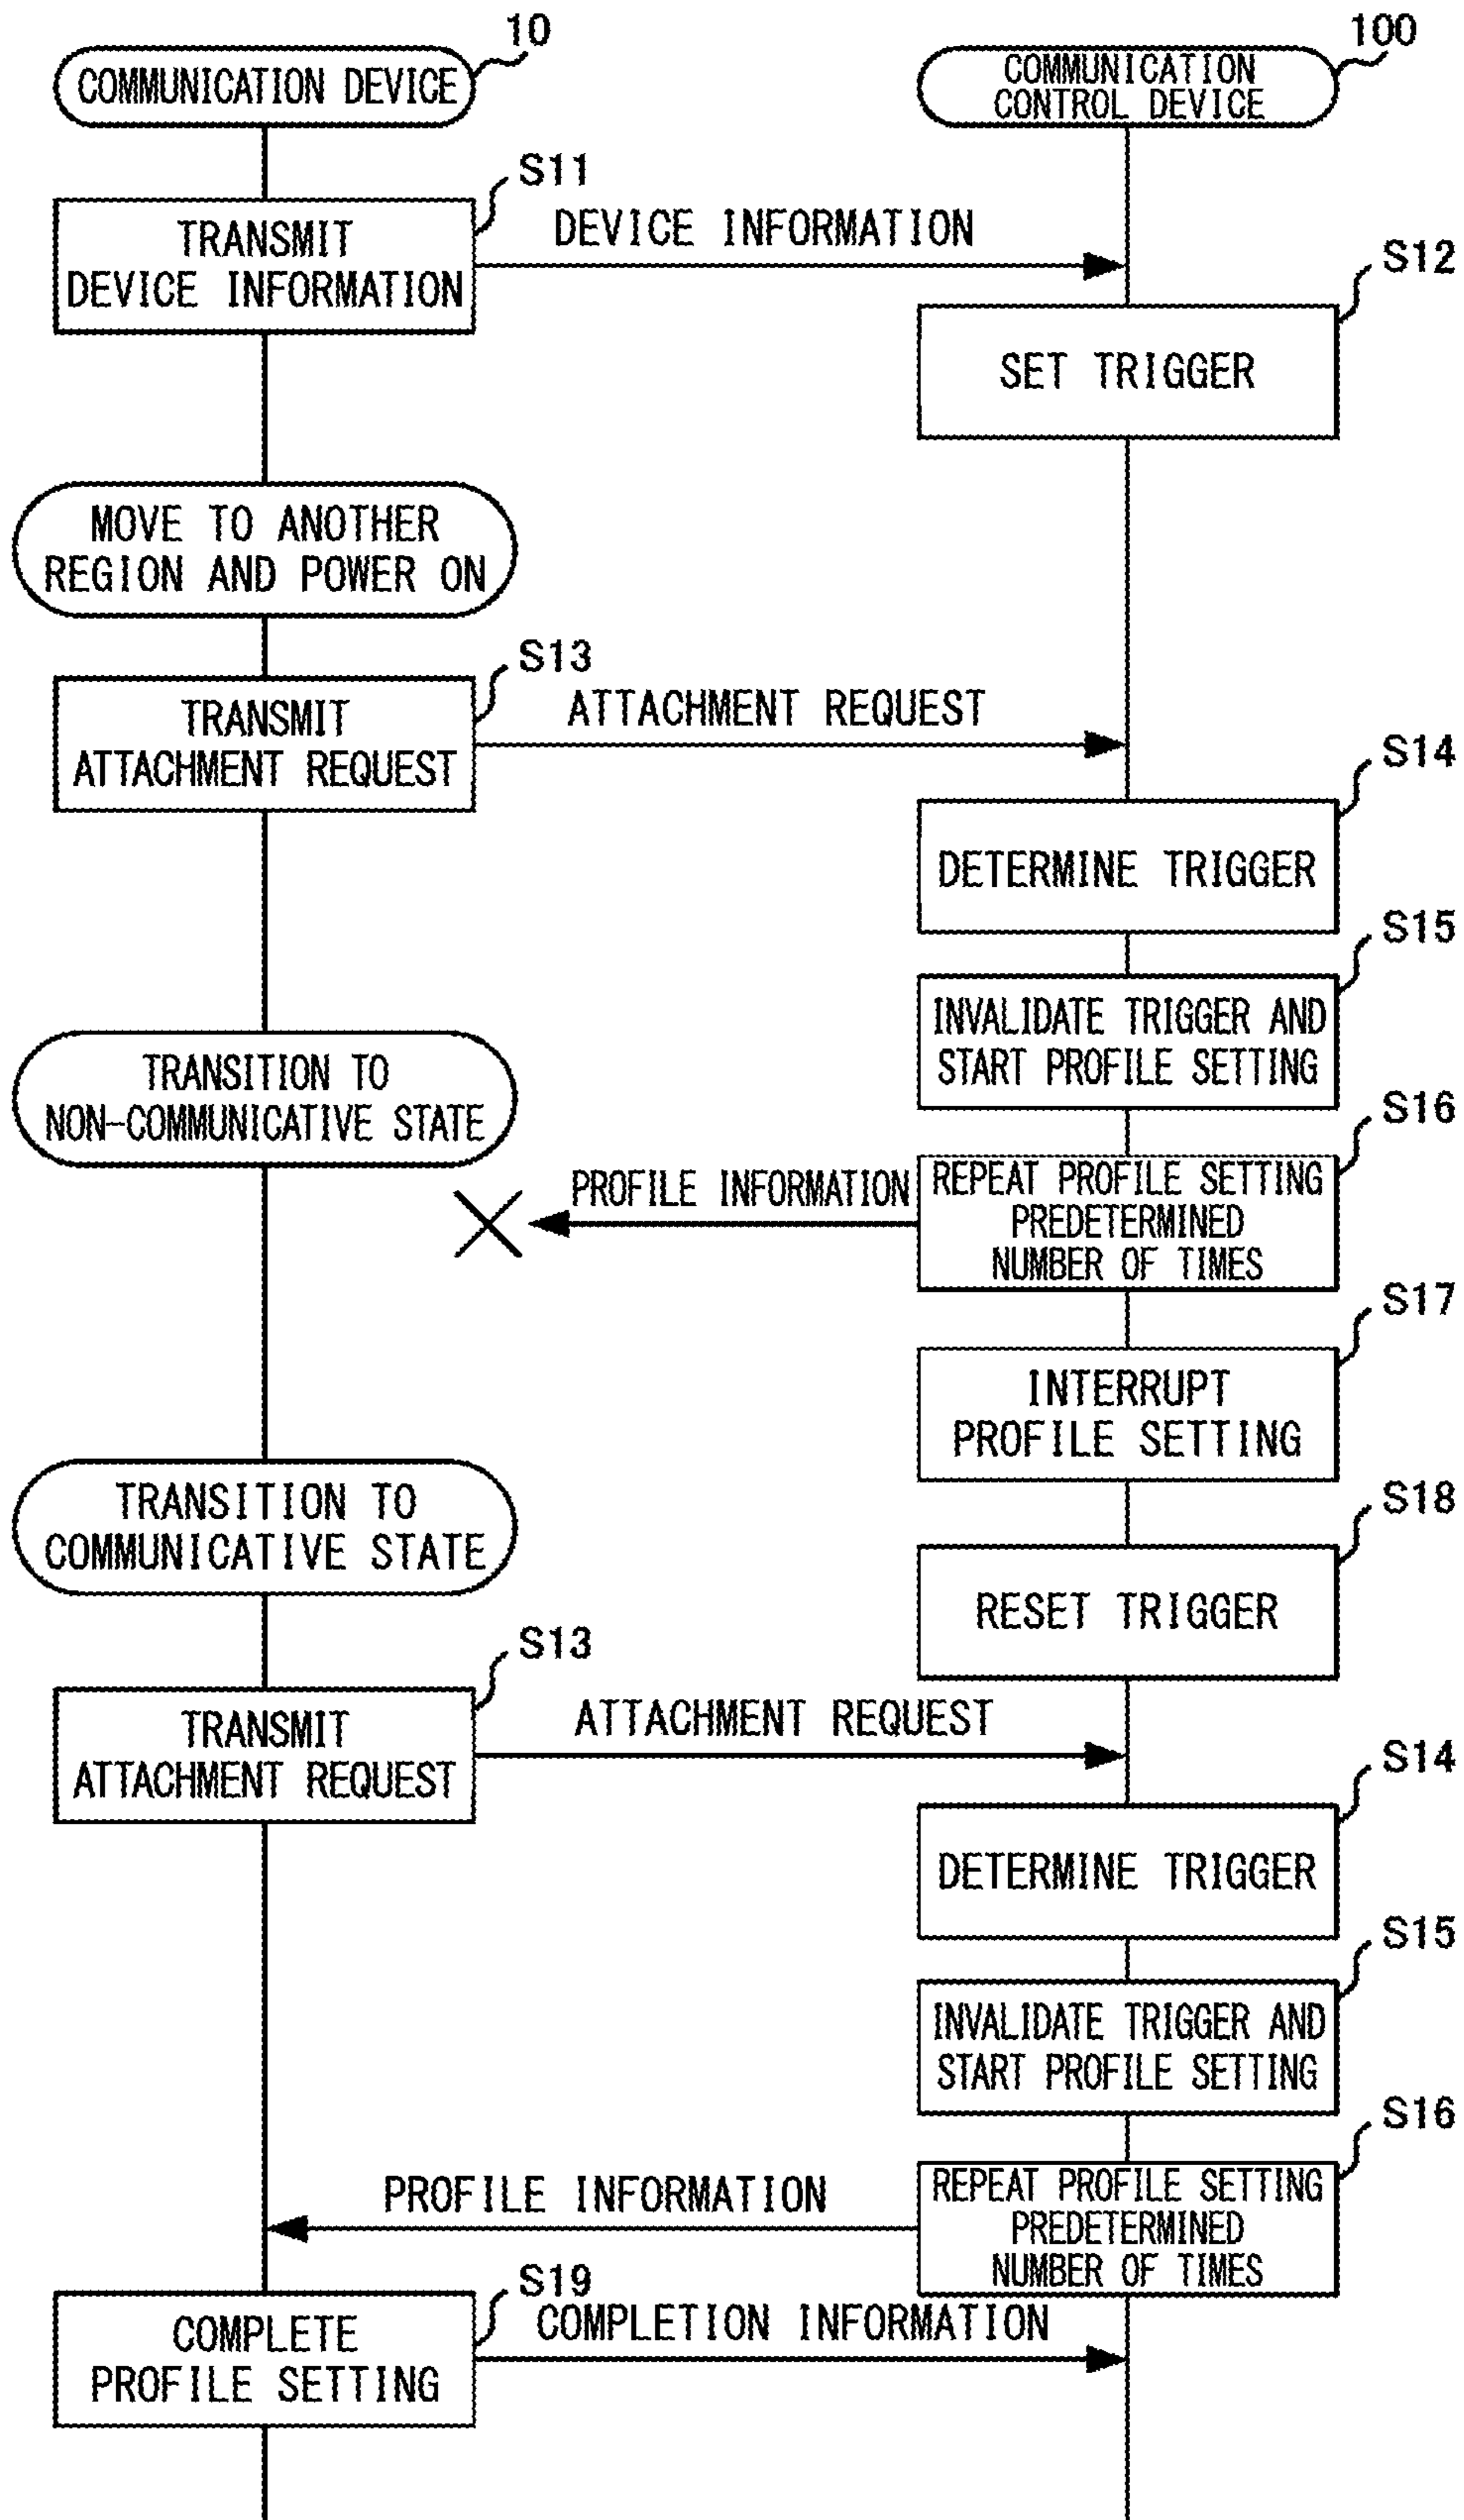 10
100
COMMUNICATION DEVICE
COMMUNICATION
CONTROL DEVICE
S11
TRANSMIT
DEVICE INFORMATION
DEVICE INFORMATION
S12
SET TRIGGER
MOVE TO ANOTHER
REGION AND POWER ON
S13
TRANSMIT
ATTACHMENT REQUEST
ATTACHMENT REQUEST
S14
DETERMINE TRIGGER
S15
INVALIDATE TRIGGER AND
START PROFILE SETTING
TRANSITION TO
NON-COMMUNICATIVE STATE
S16
PROFILE INFORMATION
REPEAT PROFILE SETTING
PREDETERMINED
NUMBER OF TIMES
S17
INTERRUPT
PROFILE SETTING
TRANSITION TO
COMMUNICATIVE STATE
S18
RESET TRIGGER
S13
TRANSMIT
ATTACHMENT REQUEST
ATTACHMENT REQUEST
S14
DETERMINE TRIGGER
S15
INVALIDATE TRIGGER AND
START PROFILE SETTING
S16
PROFILE INFORMATION
REPEAT PROFILE SETTING
PREDETERMINED
NUMBER OF TIMES
S19
COMPLETE
PROFILE SETTING
COMPLETION INFORMATION